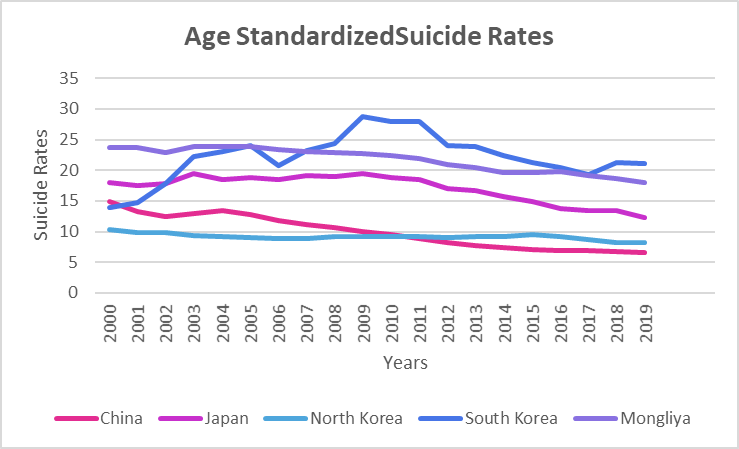 Age StandardizedSuicide Rates
35
30
25
20
15
10
5
0
Suicide Rates
2000 2001 2002 2003 2004 2005 2006 2007 2008 2009 2010 2011 2012 2013 2014 2015 2016 2017 2018 2019
Years
China Japan North Korea South Korea Mongliya